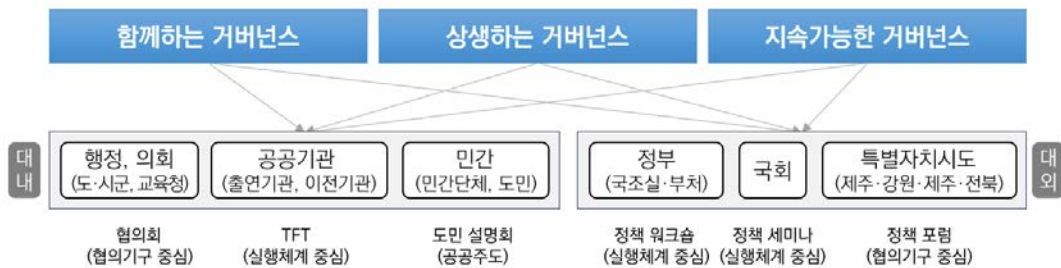 함께하는 거버넌스 상생하는 거버넌스 지속가능한 거버넌스
대내
행정, 의회
(도·시군, 교육청)
공공기관
(출연기관, 이전기관)
민간
(민간단체, 도민)
정부
(국조실·부처)
국회
특별자치시도
(제주·강원·제주·전북)
대외
협의회
(협의기구 중심)
TFT
(실행체계 중심)
도민 설명회
(공공주도)
정책 워크숍
(실행체계 중심)
정책 세미나
(실행체계 중심)
정책 포럼
(협의기구 중심)